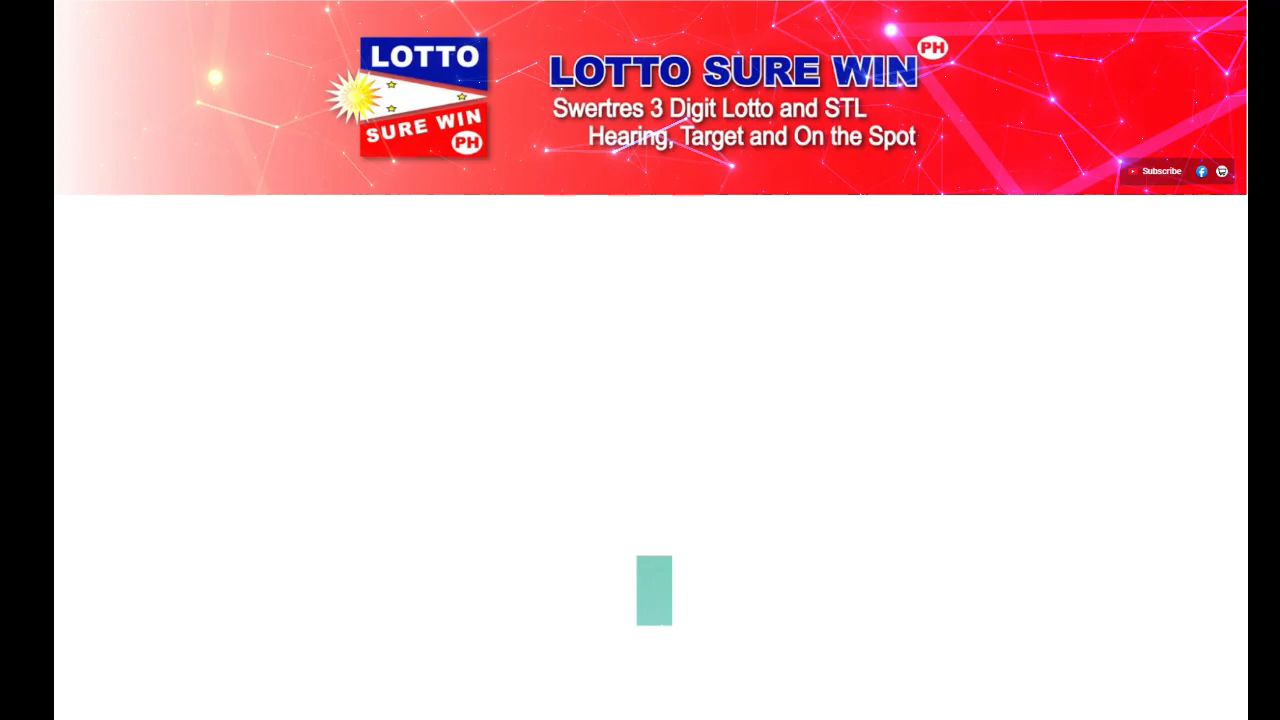 LOTTO
SURE WIN
PH
LOTTO SURE WIN PH
Swertres 3 Digit Lotto and STL
Hearing, Target and On the Spot
Subscribe